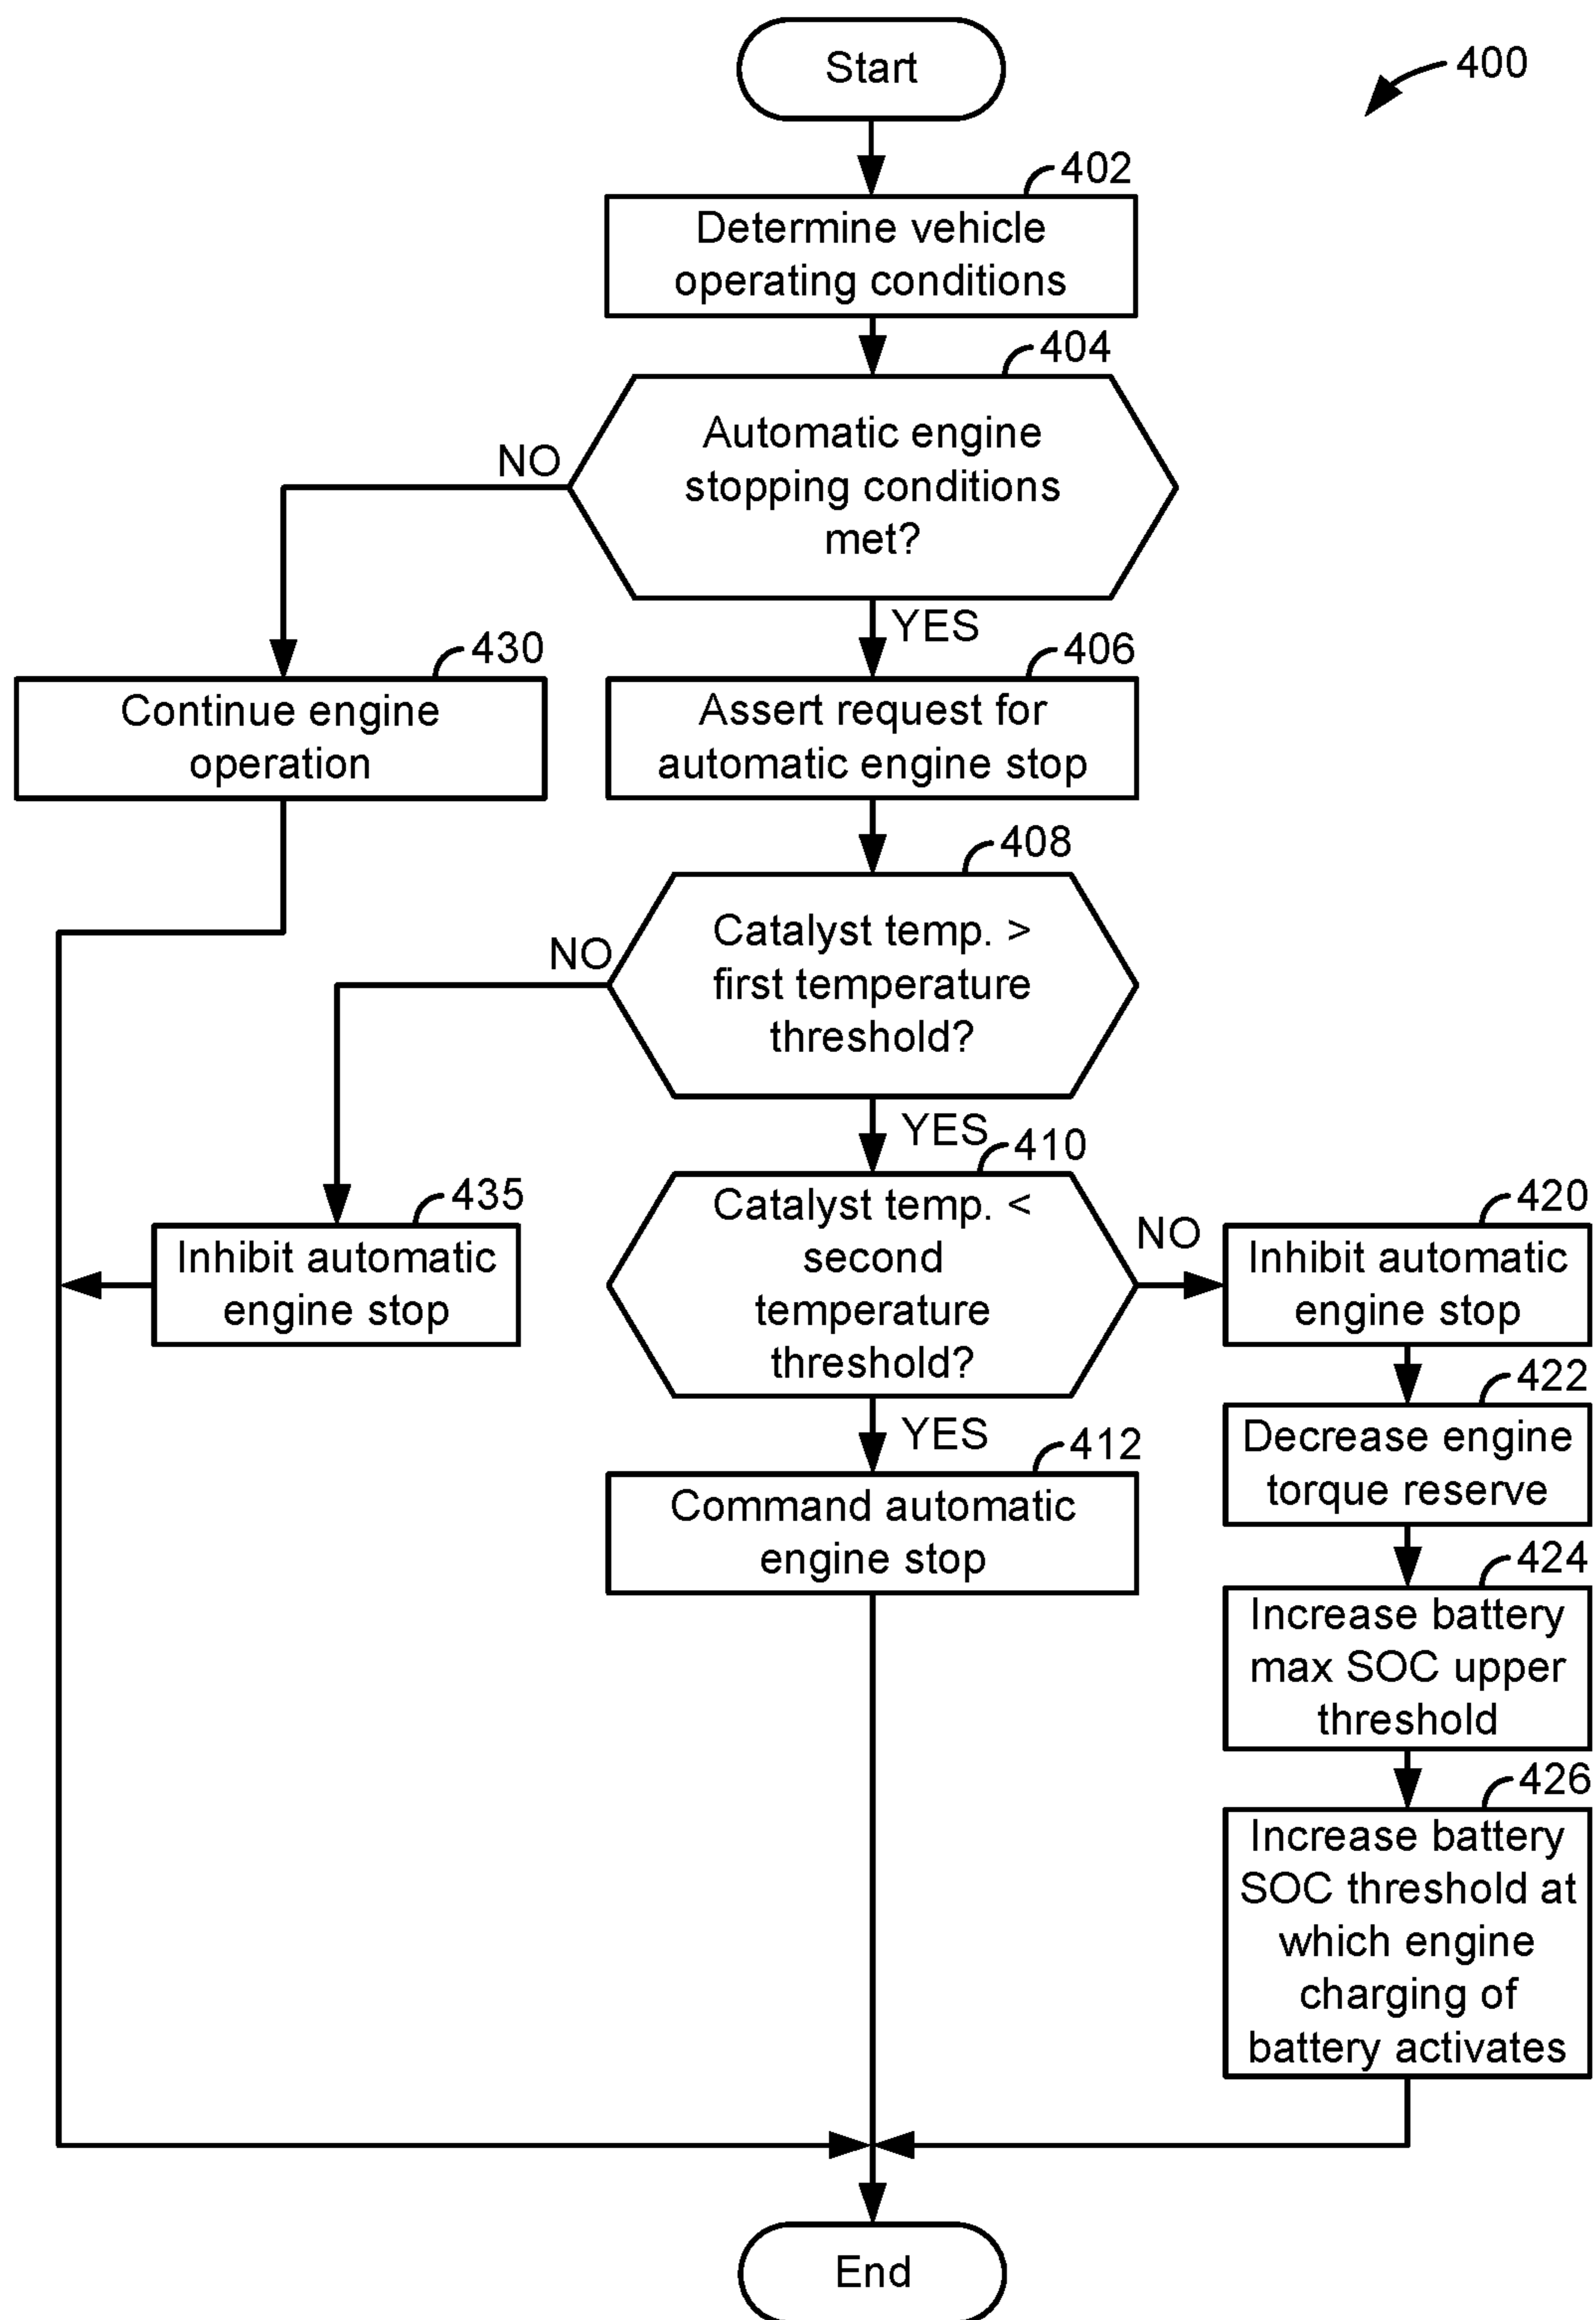 Start
400
402
Determine vehicle
operating conditions
404
Automatic engine
stopping conditions
met?
NO
YES
430
Continue engine
operation
406
Assert request for
automatic engine stop
408
Catalyst temp. >
first temperature
threshold?
NO
YES
410
Catalyst temp. <
second
temperature
threshold?
NO
YES
435
Inhibit automatic
engine stop
420
Inhibit automatic
engine stop
422
Decrease engine
torque reserve
412
Command automatic
engine stop
424
Increase battery
max SOC upper
threshold
426
Increase battery
SOC threshold at
which engine
charging of
battery activates
End